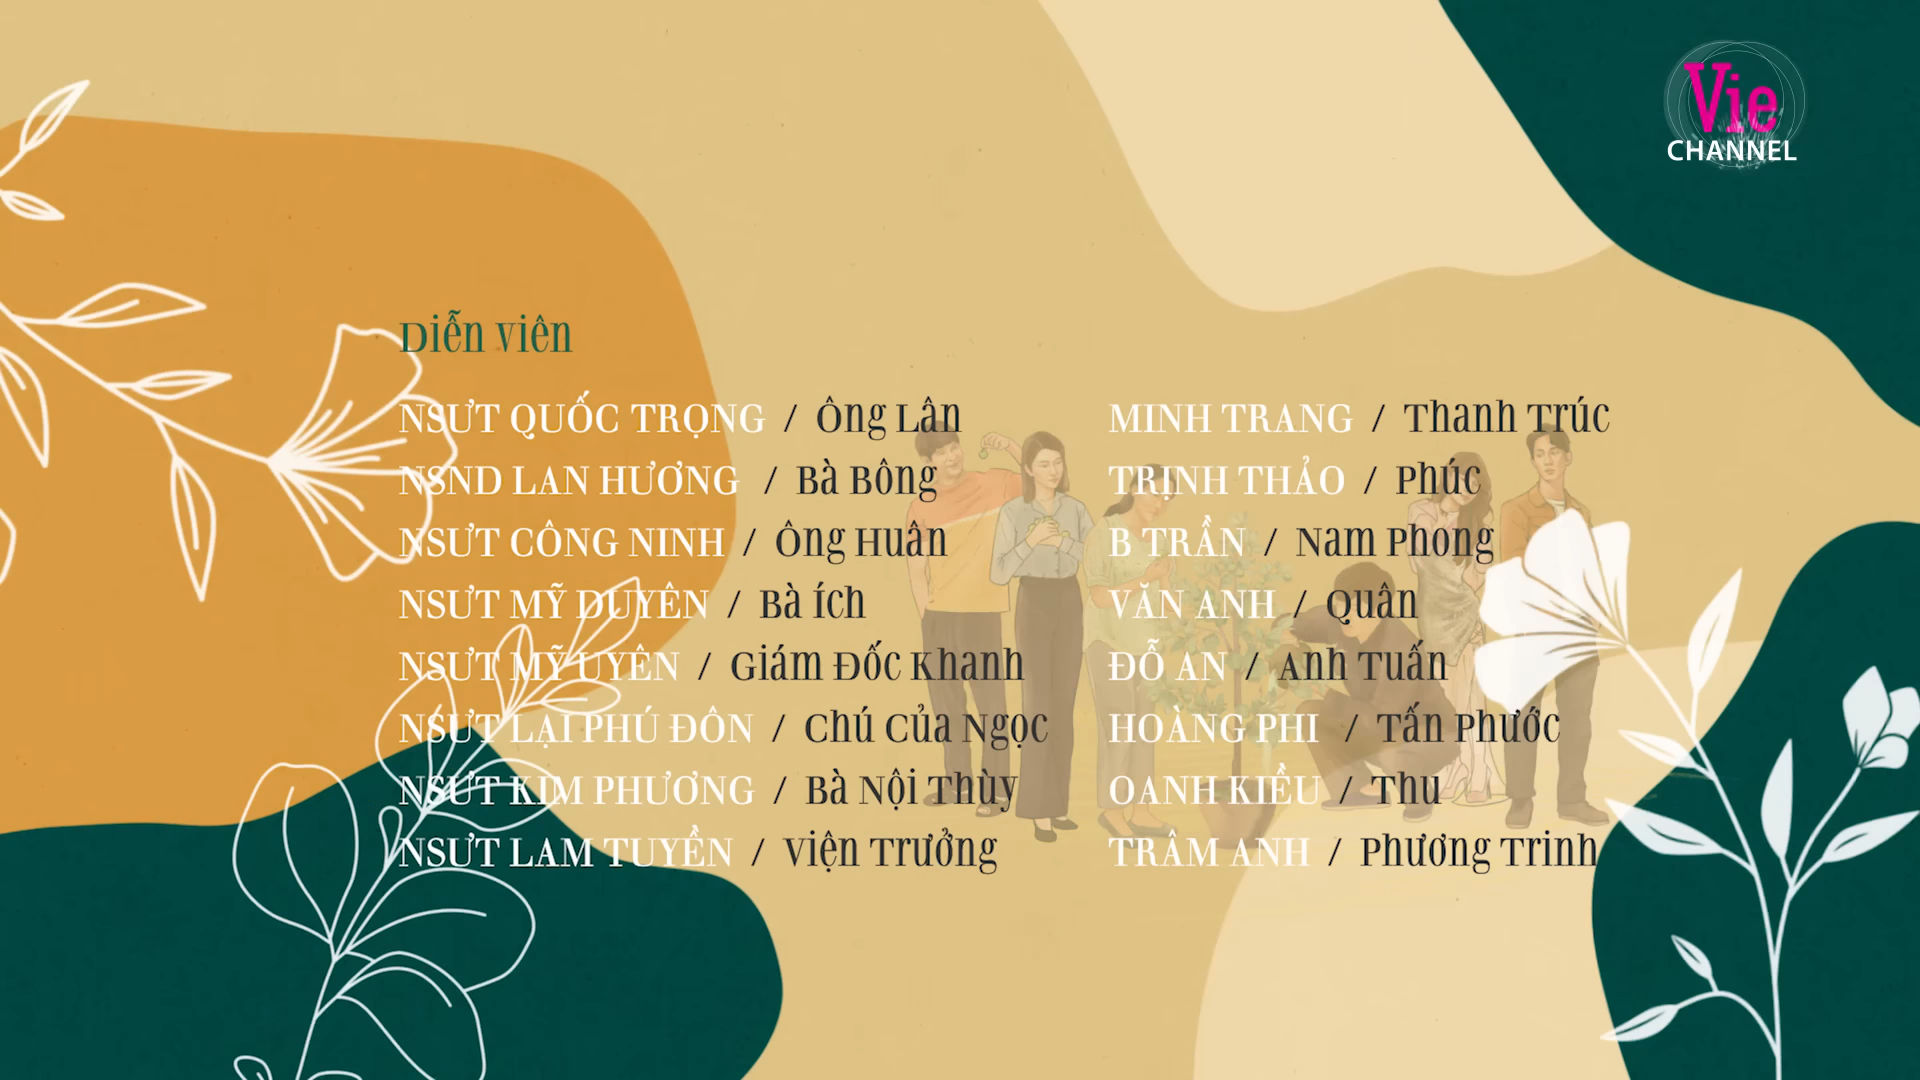 Vie
CHANNEL
Diễn viên
NSƯT QUỐC TRỌNG / Ông Lân
NSND LAN HƯƠNG / Bà Bông
NSƯT CÔNG NINH / Ông Huân
NSƯT MỸ DUYÊN / Bà Ích
NSƯT MỸ UYÊN / Giám Đốc Khanh
NSƯT LẠI PHÚ ĐÔN / Chú Của Ngọc
NSƯT KIM PHƯƠNG / Bà Nội Thùy
NSƯT LAM TUYỀN / Viện Trưởng
MINH TRANG / Thanh Trúc
TRỊNH THẢO / Phúc
B TRẦN / Nam Phong
VĂN ANH / Quân
ĐỖ AN / Anh Tuấn
HOÀNG PHI / Tấn Phước
OANH KIỀU / Thu
TRÂM ANH / Phương Trinh